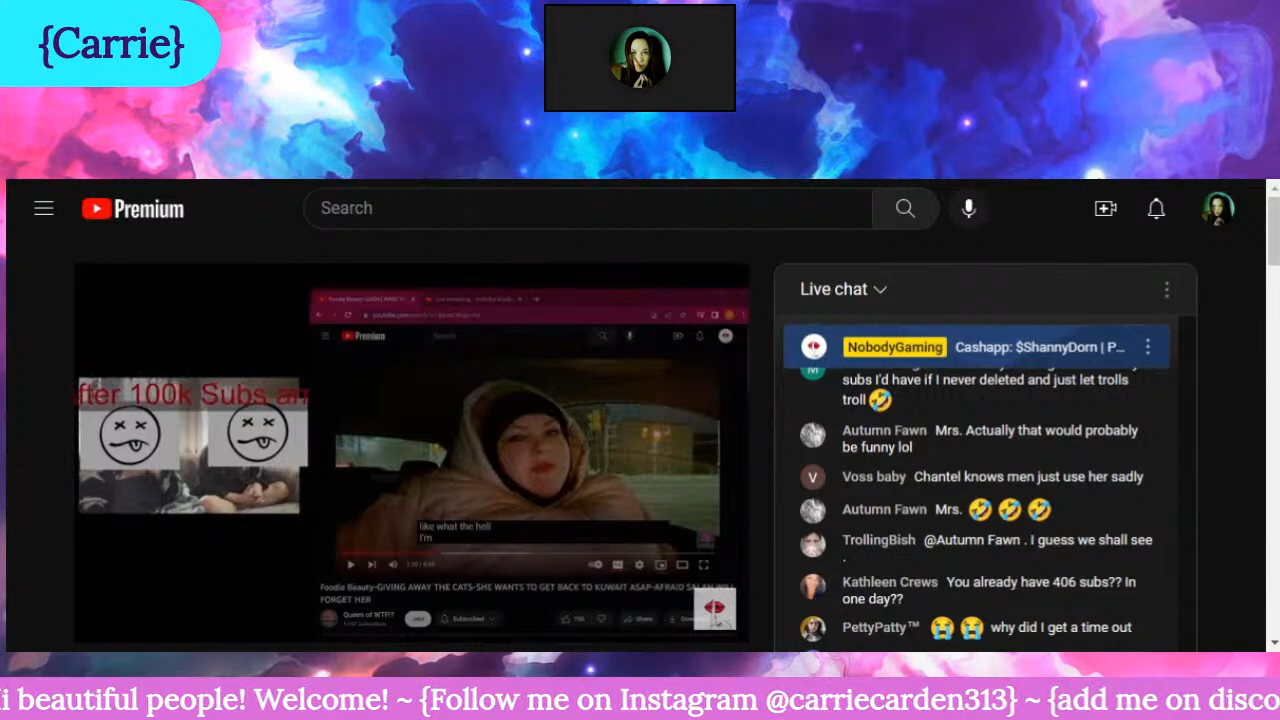 {Carrie}
Premium
Search
Live chat
NobodyGaming Cashapp: $ShannyDorn | P...
subs I'd have if I never deleted and just let trolls
troll 🤣
Autumn Fawn Mrs. Actually that would probably
be funny lol
Voss baby Chantel knows men just use her sadly
Autumn Fawn Mrs. 🤣 🤣 🤣
TrollingBish @Autumn Fawn . I guess we shall see
.
Kathleen Crews You already have 406 subs?? In
one day??
PettyPatty™ 😭 😭 why did I get a time out
fter 100k Subs an
Premium
Search
like what the hell
I'm
Foodie Beauty-GIVING AWAY THE CATS-SHE WANTS TO GET BACK TO KUWAIT ASAP-AFRAID SALAH WILL
FORGET HER
Queen of WTF!?
Join
Subscribed
Share
i beautiful people! Welcome! ~ {Follow me on Instagram @carriecarden313} ~ {add me on disco